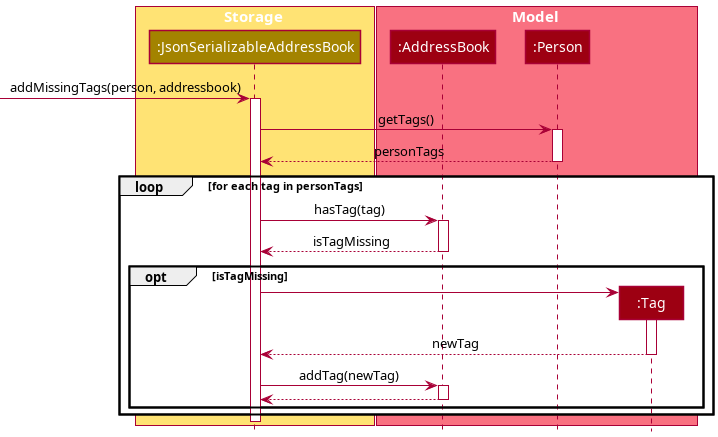 Storage
Model
:JsonSerializableAddressBook
:AddressBook
:Person
addMissingTags(person, addressbook)
getTags()
personTags
loop
[for each tag in personTags]
hasTag(tag)
isTagMissing
opt
[isTagMissing]
:Tag
newTag
addTag(newTag)